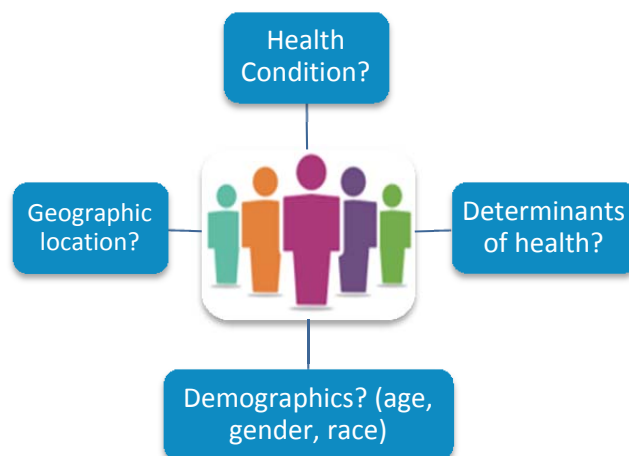 Health
Condition?
Geographic
location?
Determinants
of health?
Demographics? (age,
gender, race)